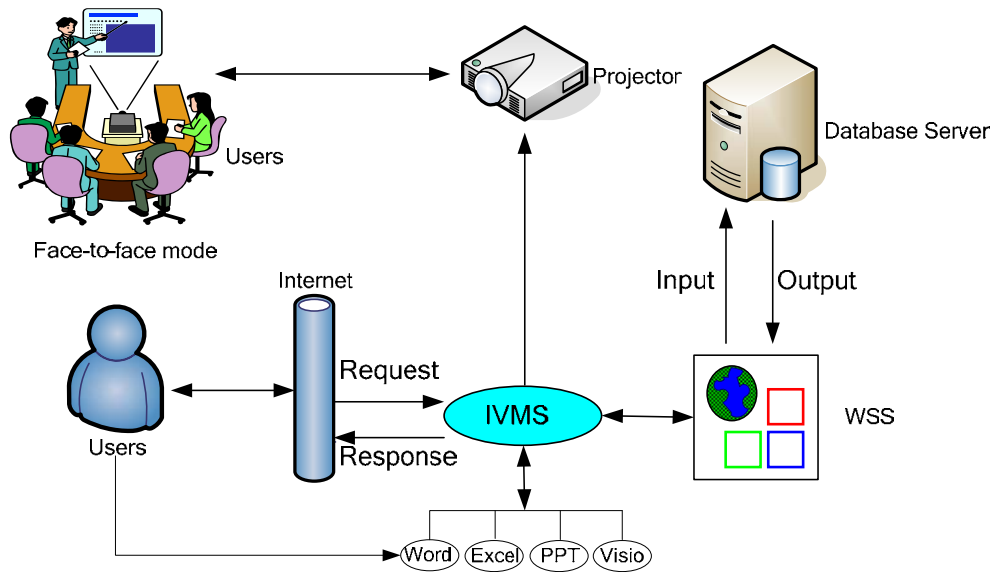 Projector
Database Server
Users
Face-to-face mode
Internet
Input
Output
Request
IVMS
WSS
Response
Users
Word
Excel
PPT
Visio